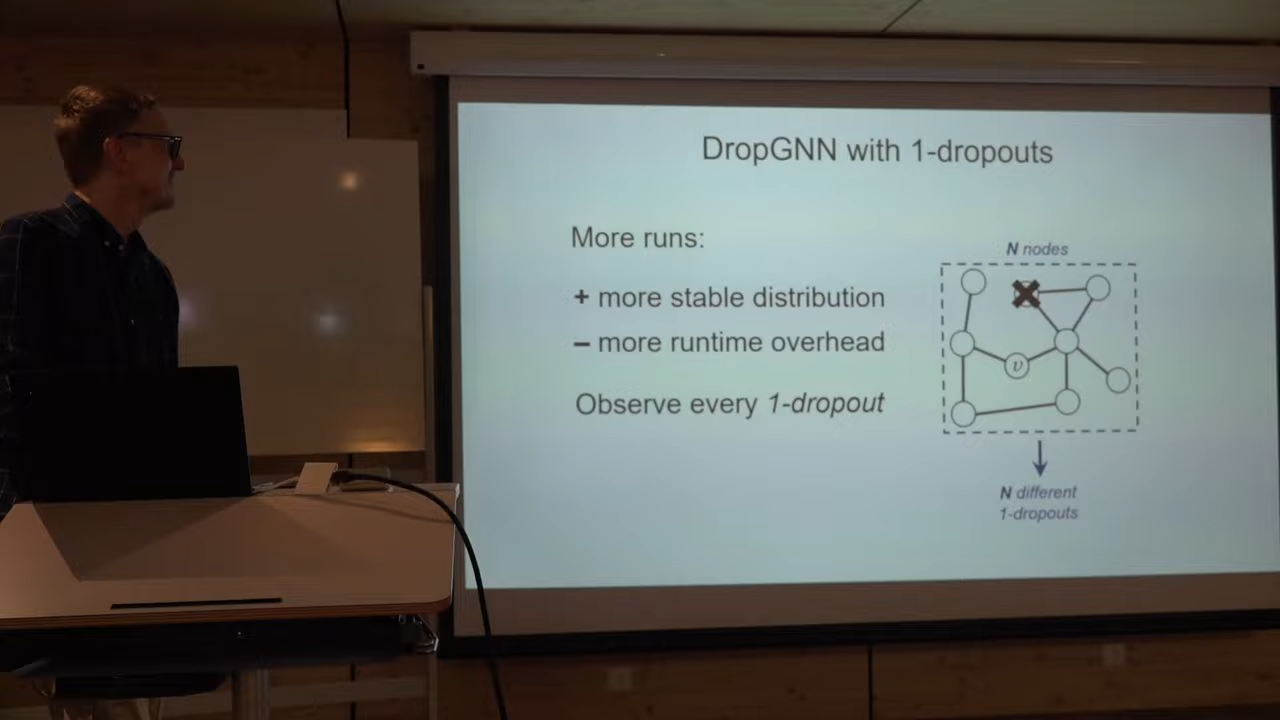 DropGNN with 1-dropouts
More runs:
+ more stable distribution
− more runtime overhead
Observe every 1-dropout
N nodes
v
N different
1-dropouts